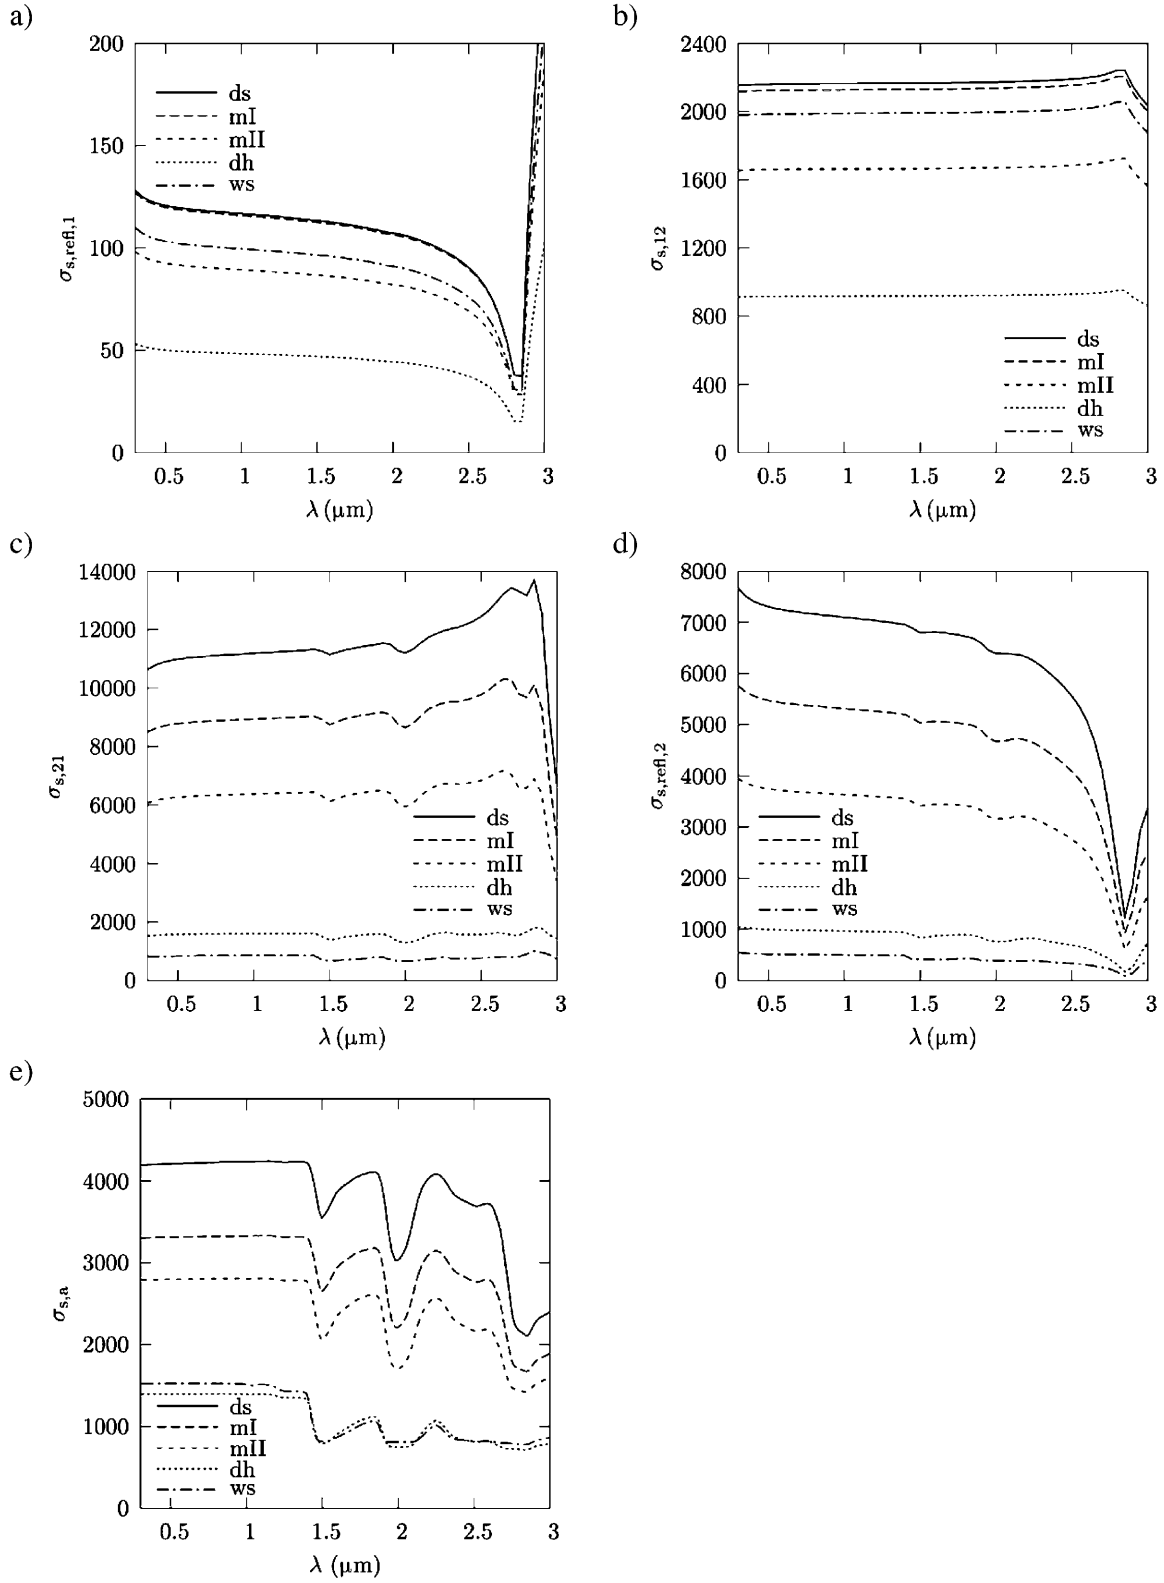 a)
σs,refl,1
200
150
100
50
0
ds
mI
mII
dh
ws
0.5 1 1.5 2 2.5 3
λ (μm)
b)
σs,12
2400
2000
1600
1200
800
400
0
ds
mI
mII
dh
ws
0.5 1 1.5 2 2.5 3
λ (μm)
c)
σs,21
14000
12000
10000
8000
6000
4000
2000
0
ds
mI
mII
dh
ws
0.5 1 1.5 2 2.5 3
λ (μm)
d)
σs,refl,2
8000
7000
6000
5000
4000
3000
2000
1000
0
ds
mI
mII
dh
ws
0.5 1 1.5 2 2.5 3
λ (μm)
e)
σs,a
5000
4000
3000
2000
1000
0
ds
mI
mII
dh
ws
0.5 1 1.5 2 2.5 3
λ (μm)